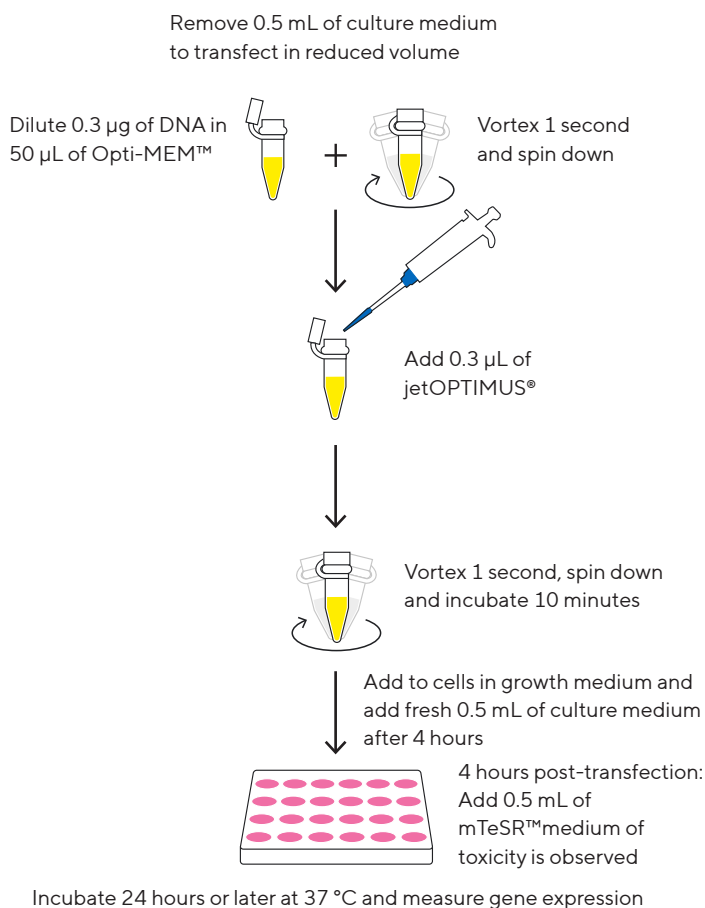 Remove 0.5 mL of culture medium
to transfect in reduced volume
Dilute 0.3 µg of DNA in
50 µL of Opti-MEM™
+
Vortex 1 second
and spin down
Add 0.3 µL of
jetOPTIMUS®
Vortex 1 second, spin down
and incubate 10 minutes
Add to cells in growth medium and
add fresh 0.5 mL of culture medium
after 4 hours
4 hours post-transfection:
Add 0.5 mL of
mTeSR™medium of
toxicity is observed
Incubate 24 hours or later at 37 °C and measure gene expression